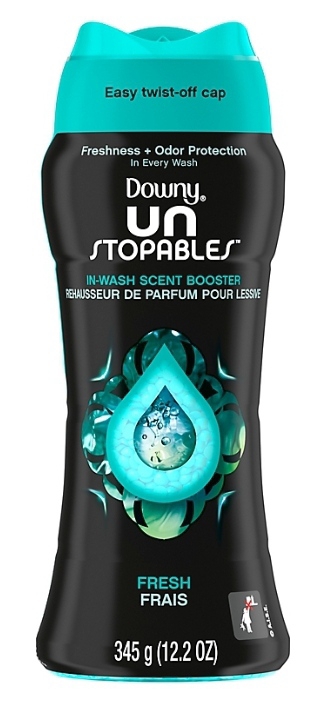 Easy twist-off cap
Freshness + Odor Protection
In Every Wash
Downy®
UN
STOPABLES™
IN-WASH SCENT BOOSTER
REHAUSSEUR DE PARFUM POUR LESSIVE
FRESH
FRAIS
345 g (12.2 OZ)
© A.I.S.E.